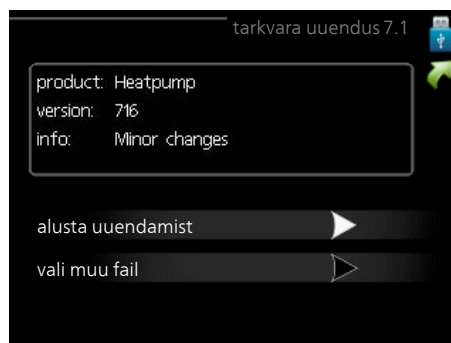 tarkvara uuendus 7.1
product: Heatpump
version: 716
info: Minor changes
alusta uuendamist
vali muu fail